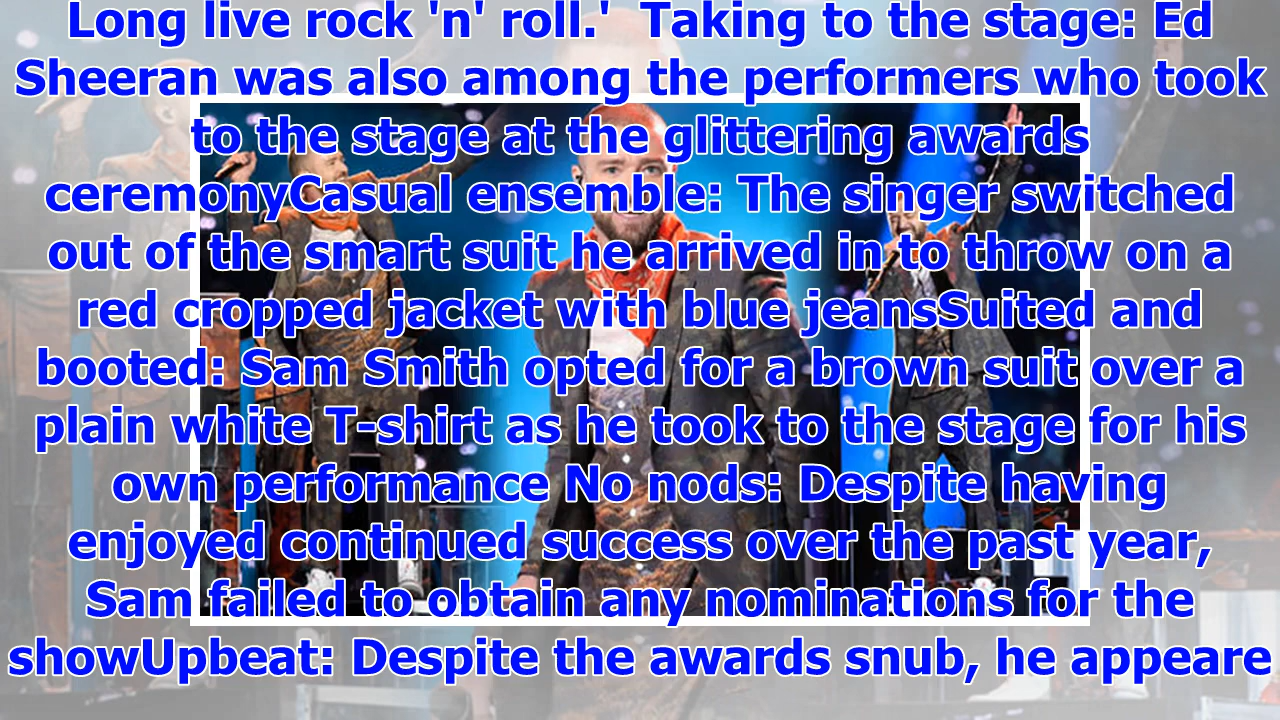 Long live rock 'n' roll.'  Taking to the stage: Ed
Sheeran was also among the performers who took
to the stage at the glittering awards
ceremonyCasual ensemble: The singer switched
out of the smart suit he arrived in to throw on a
red cropped jacket with blue jeansSuited and
booted: Sam Smith opted for a brown suit over a
plain white T-shirt as he took to the stage for his
own performance No nods: Despite having
enjoyed continued success over the past year,
Sam failed to obtain any nominations for the
showUpbeat: Despite the awards snub, he appeare